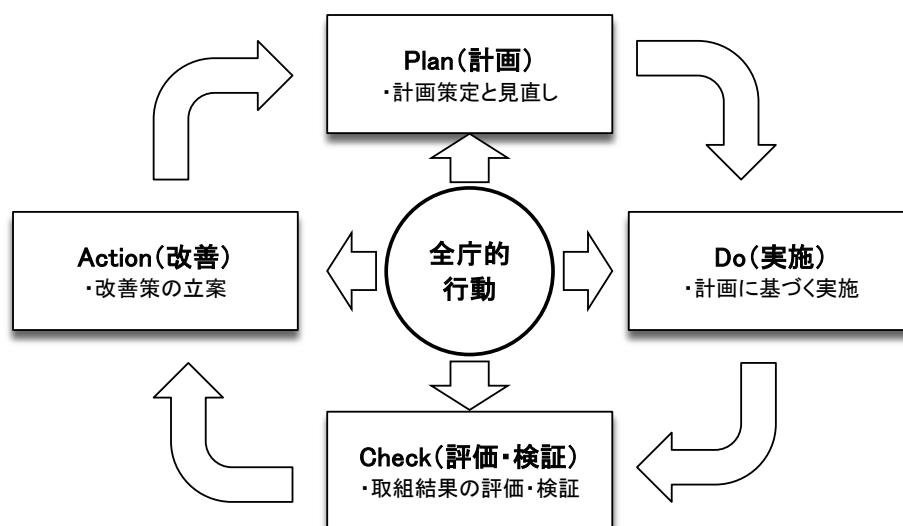 Plan(計画)
・計画策定と見直し
Action(改善)
・改善策の立案
全庁的
行動
Do(実施)
・計画に基づく実施
Check(評価・検証)
・取組結果の評価・検証